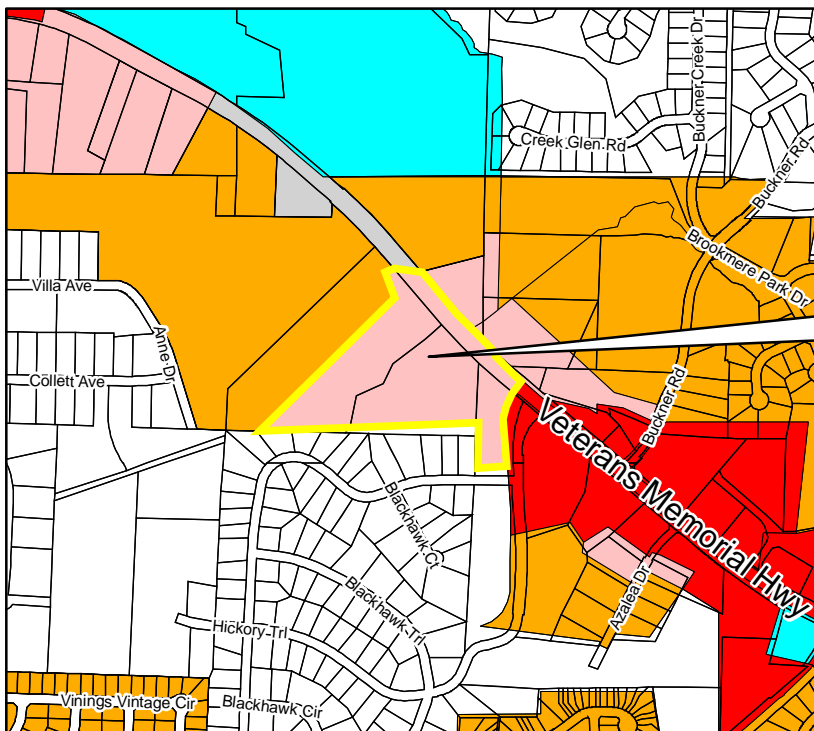 Buckner Creek Dr
Creek Glen Rd
Buckner Rd
Brookmere Park Dr
Villa Ave
Anne Dr
Collett Ave
Buckner Rd
Veterans Memorial Hwy
Blackhawk Ct
Azalea Dr
Blackhawk Trl
Hickory Trl
Vinings Vintage Cir
Blackhawk Cir